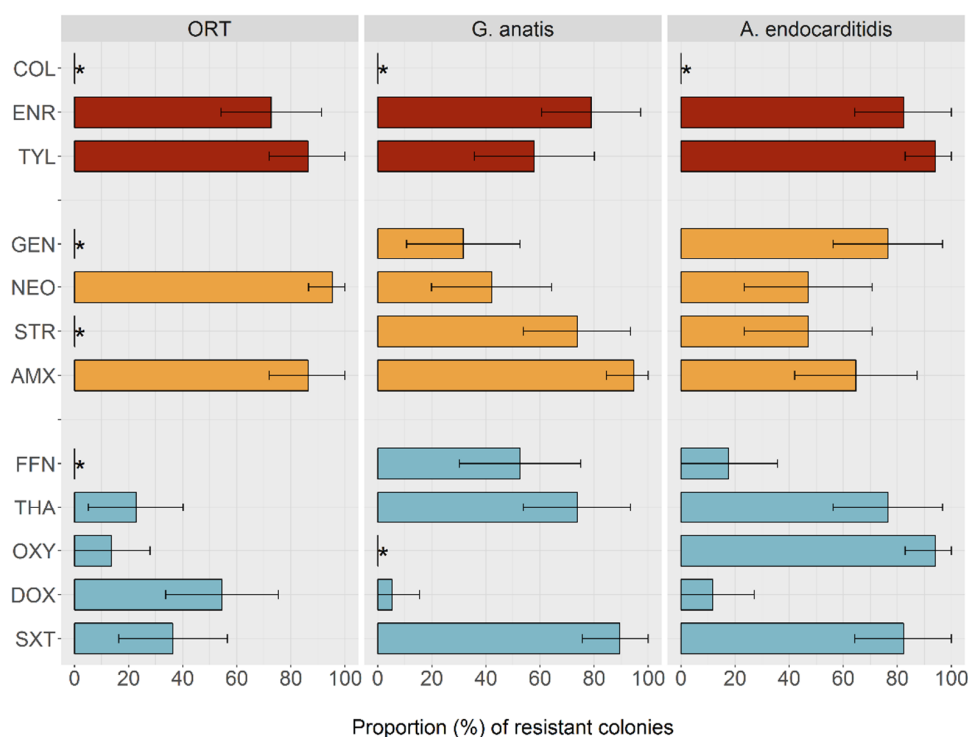 ORT G. anatis A. endocarditidis
COL * * *
ENR
TYL
GEN *
NEO
STR *
AMX
FFN *
THA
OXY *
DOX
SXT
0 20 40 60 80 100 0 20 40 60 80 100 0 20 40 60 80 100
Proportion (%) of resistant colonies